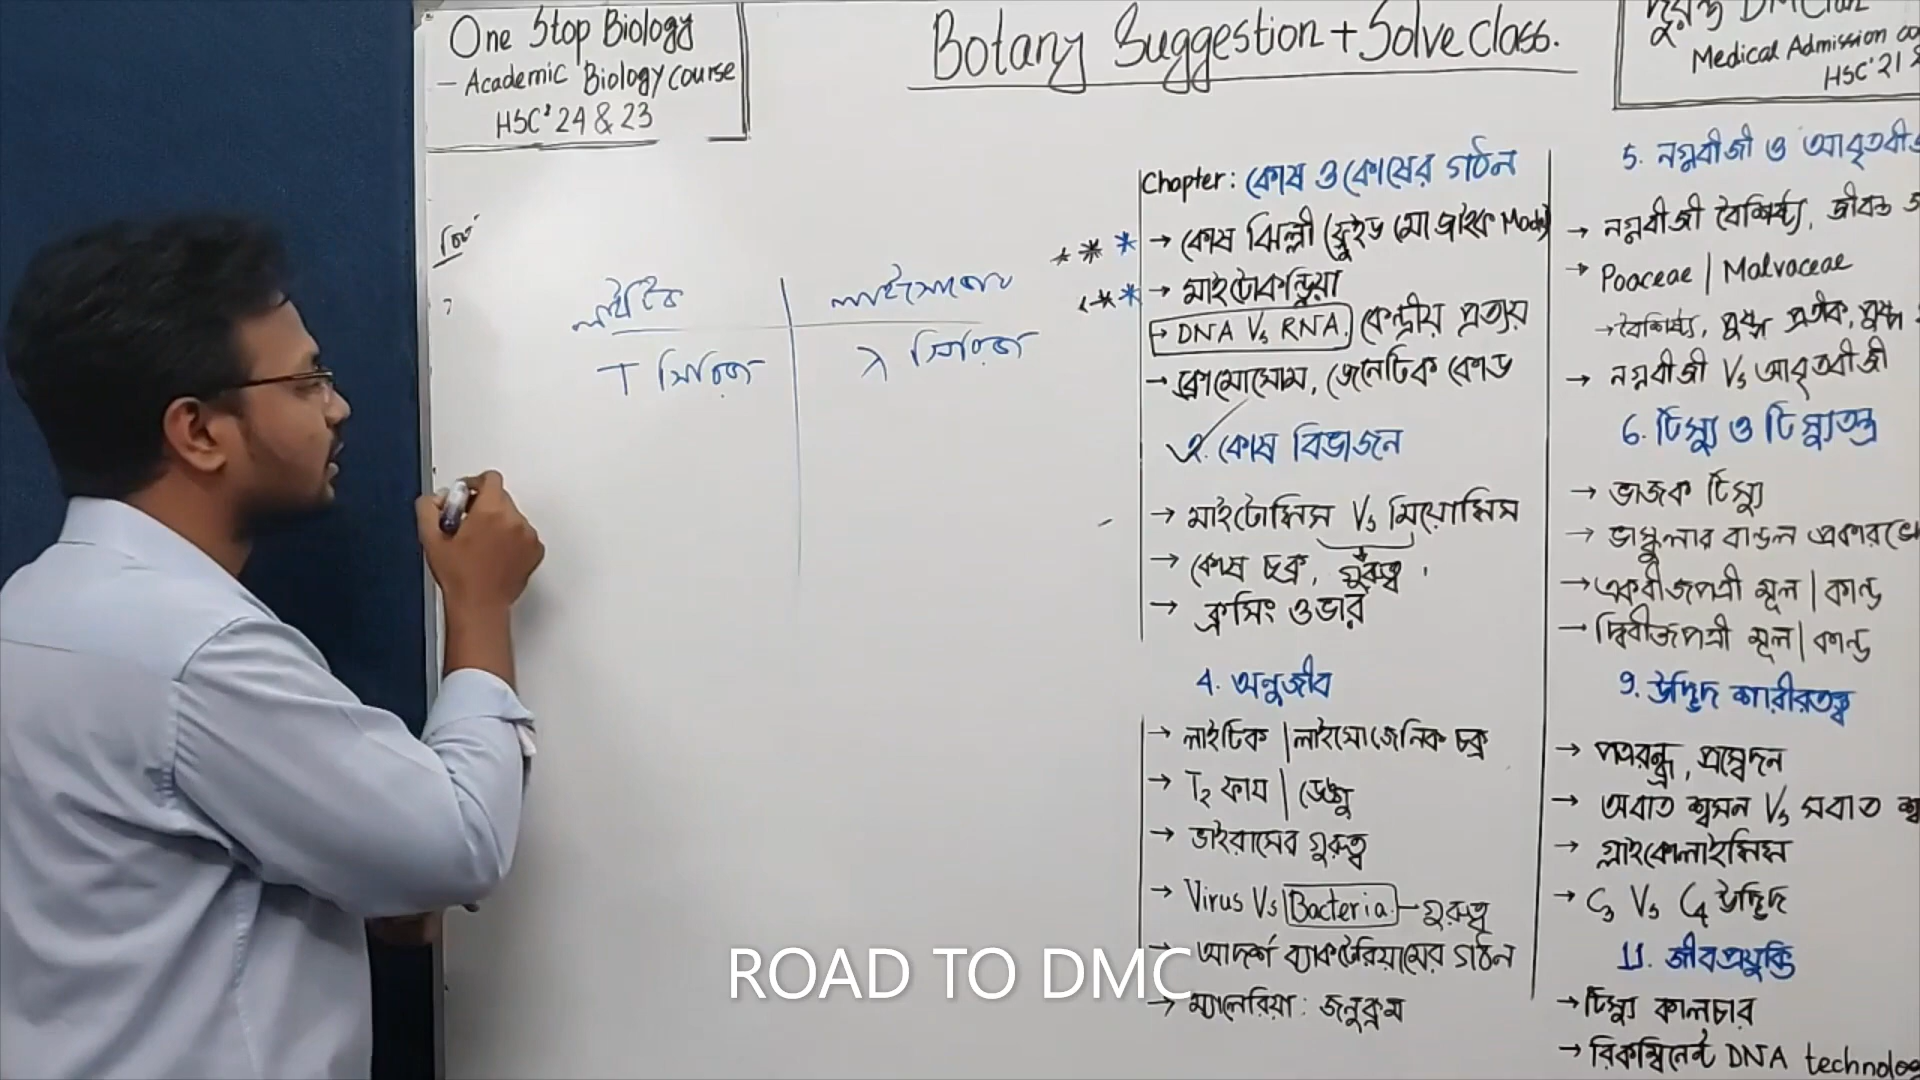 One Stop Biology
- Academic Biology course
HSC'24 & 23
Botany Suggestion + Solve class.
দুরন্ত DMCian
Medical Admission co
HSC'21 &
লাইটিক
T সিরিজ
λ সিরিজ
Chapter: কোষ ও কোষের গঠন
→ কোষ ঝিল্লী (ফ্লুইড মোজাইক Model)
→ মাইটোকন্ড্রিয়া
→ DNA Vs RNA. কেন্দ্রীয় প্রত্যয়
→ ক্রোমোসোম, জেনেটিক কোড
২. কোষ বিভাজন
→ মাইটোসিস Vs মিয়োসিস
→ কোষ চক্র, গুরুত্ব
→ ক্রসিং ওভার
4. অনুজীব
→ লাইটিক | লাইসোজেনিক চক্র
→ T2 ফায | ডেঙ্গু
→ ভাইরাসের গুরুত্ব
→ Virus Vs Bacteria - গুরুত্ব
→ আদর্শ ব্যাকটেরিয়ামের গঠন
→ ম্যালেরিয়া: জনুক্রম
5. নগ্নবীজী ও আবৃতবীজ
→ নগ্নবীজী বৈশিষ্ট্য, জীবন্ত
→ Poaceae | Malvaceae
→ বৈশিষ্ট্য, পুষ্প প্রতীক, পুষ্প
→ নগ্নবীজী Vs আবৃতবীজী
6. টিস্যু ও টিস্যুতন্ত্র
→ ভাজক টিস্যু
→ ভাস্কুলার বান্ডল প্রকারভে
→ একবীজপত্রী মূল | কান্ড
→ দ্বিবীজপত্রী মূল | কান্ড
9. উদ্ভিদ শারীরতত্ত্ব
→ পত্ররন্ধ্র, প্রস্বেদন
→ অবাত শ্বসন Vs সবাত শ্ব
→ গ্লাইকোলাইসিস
→ C3 Vs C4 উদ্ভিদ
11. জীবপ্রযুক্তি
→ টিস্যু কালচার
→ রিকম্বিনেন্ট DNA technolog
ROAD TO DMC